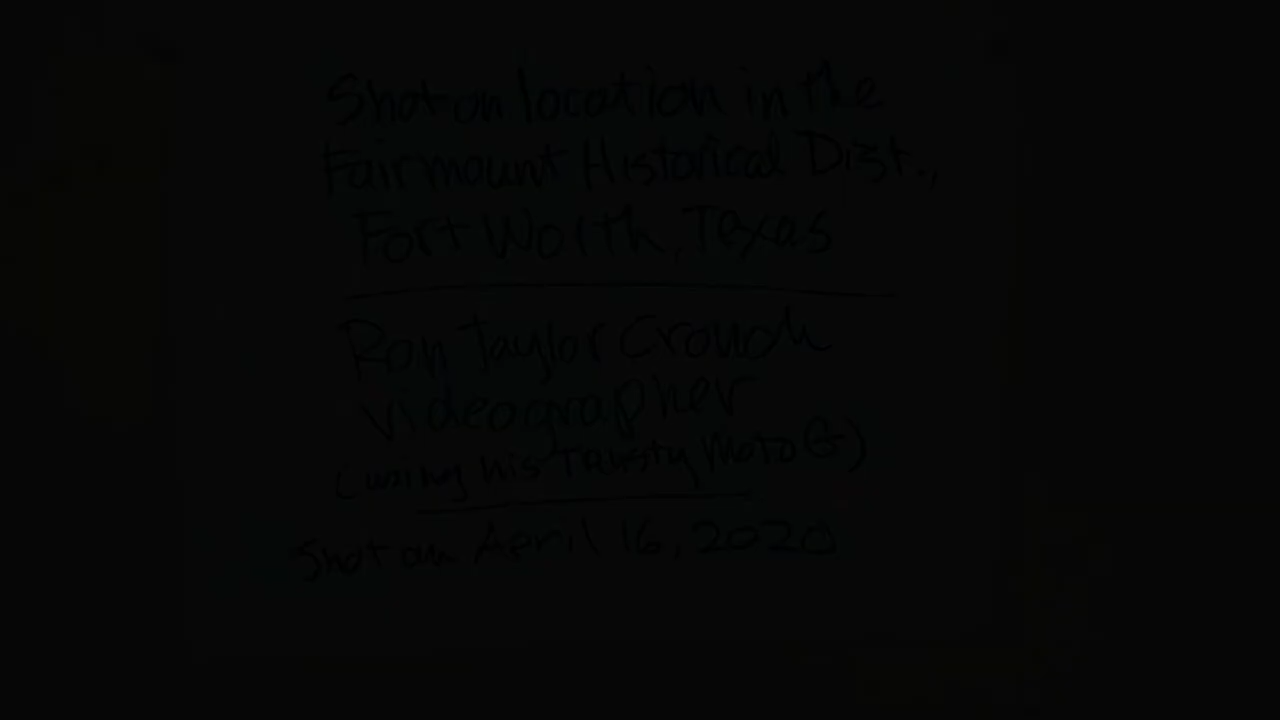 Shot on location in the
Fairmount Historical Dist.,
Fort Worth, Texas
Ron Taylor Crouch
videographer
(using his Trusty Moto G)
Shot on April 16, 2020